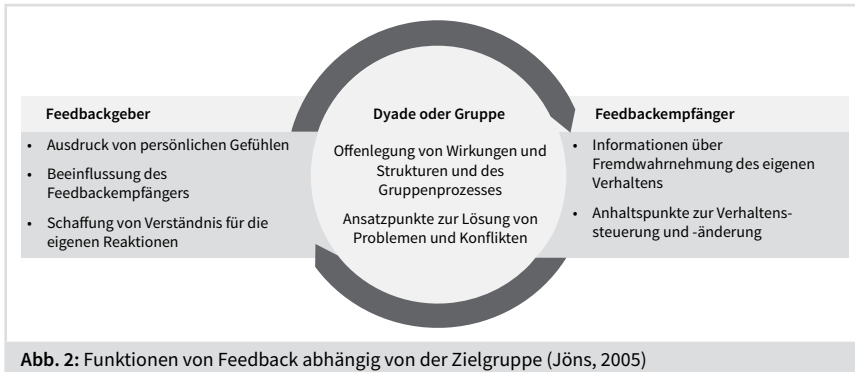 Feedbackgeber
• Ausdruck von persönlichen Gefühlen
• Beeinflussung des
Feedbackempfängers
• Schaffung von Verständnis für die
eigenen Reaktionen
Dyade oder Gruppe
Offenlegung von Wirkungen und
Strukturen und des
Gruppenprozesses
Ansatzpunkte zur Lösung von
Problemen und Konflikten
Feedbackempfänger
• Informationen über
Fremdwahrnehmung des eigenen
Verhaltens
• Anhaltspunkte zur Verhaltens-
steuerung und -änderung
Abb. 2: Funktionen von Feedback abhängig von der Zielgruppe (Jöns, 2005)